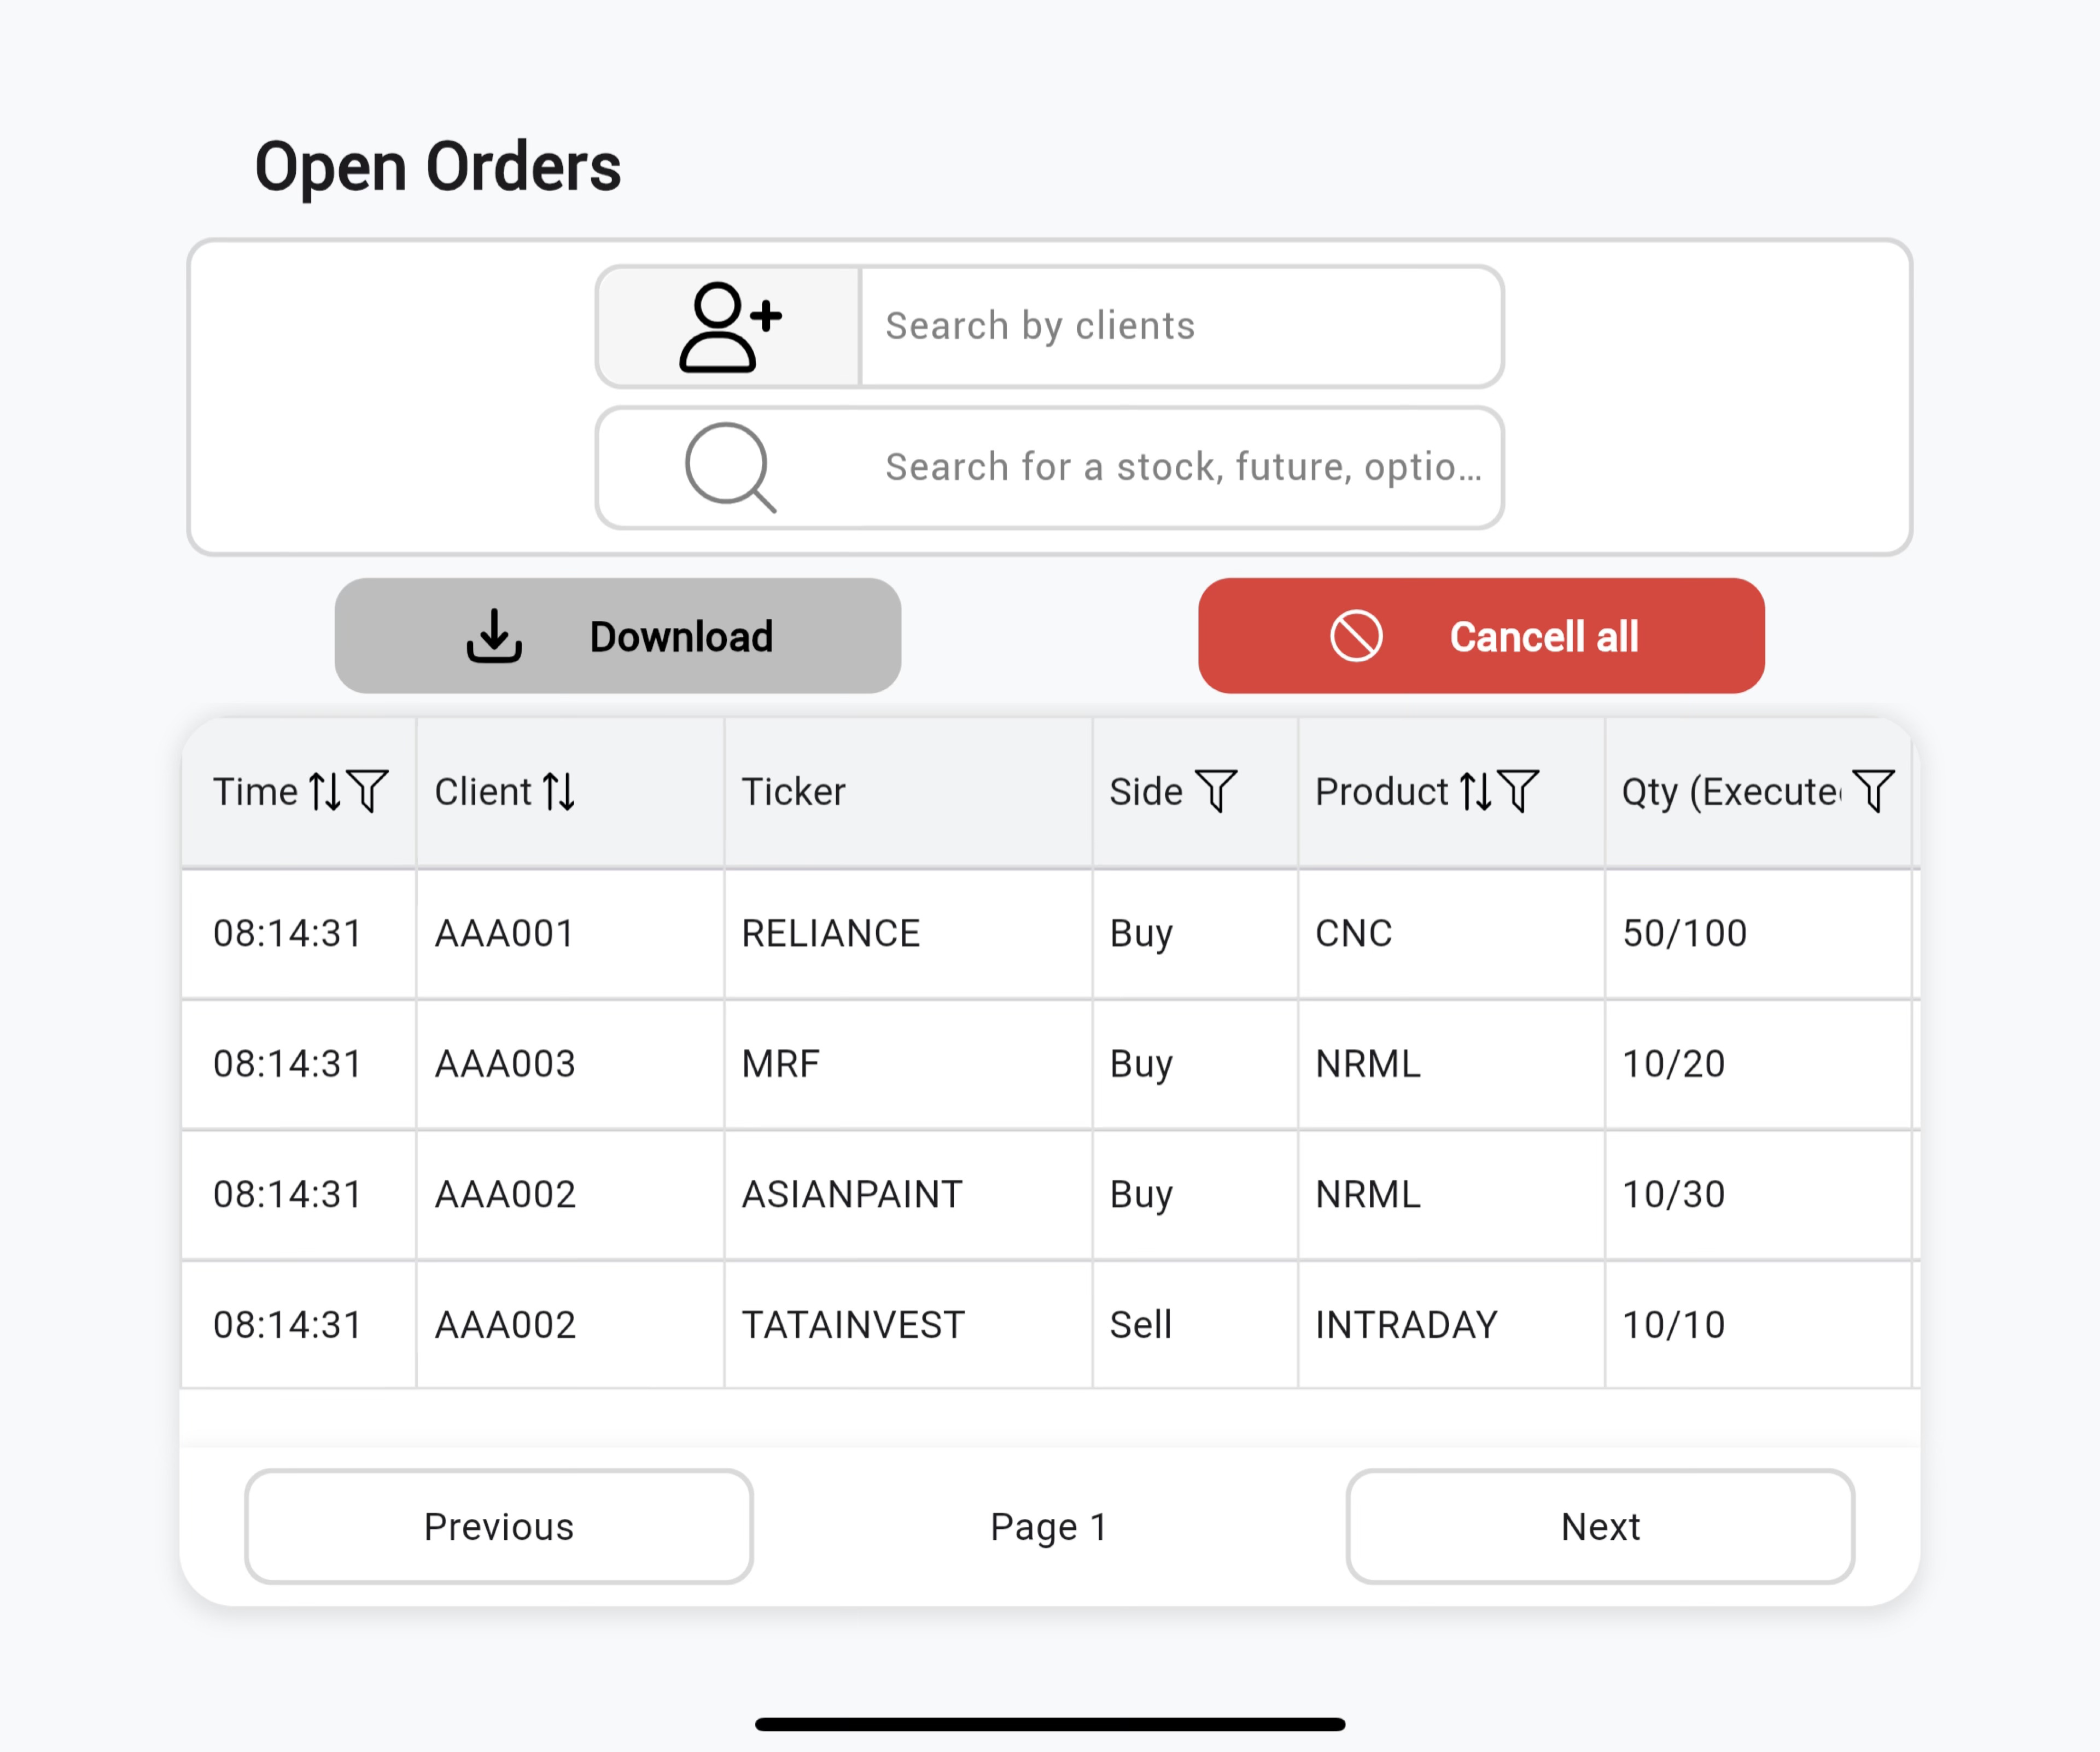 Open Orders
Search by clients
Search for a stock, future, optio...
Download
Cancell all
Time Client Ticker Side Product Qty (Execute
08:14:31 AAA001 RELIANCE Buy CNC 50/100
08:14:31 AAA003 MRF Buy NRML 10/20
08:14:31 AAA002 ASIANPAINT Buy NRML 10/30
08:14:31 AAA002 TATAINVEST Sell INTRADAY 10/10
Previous Page 1 Next